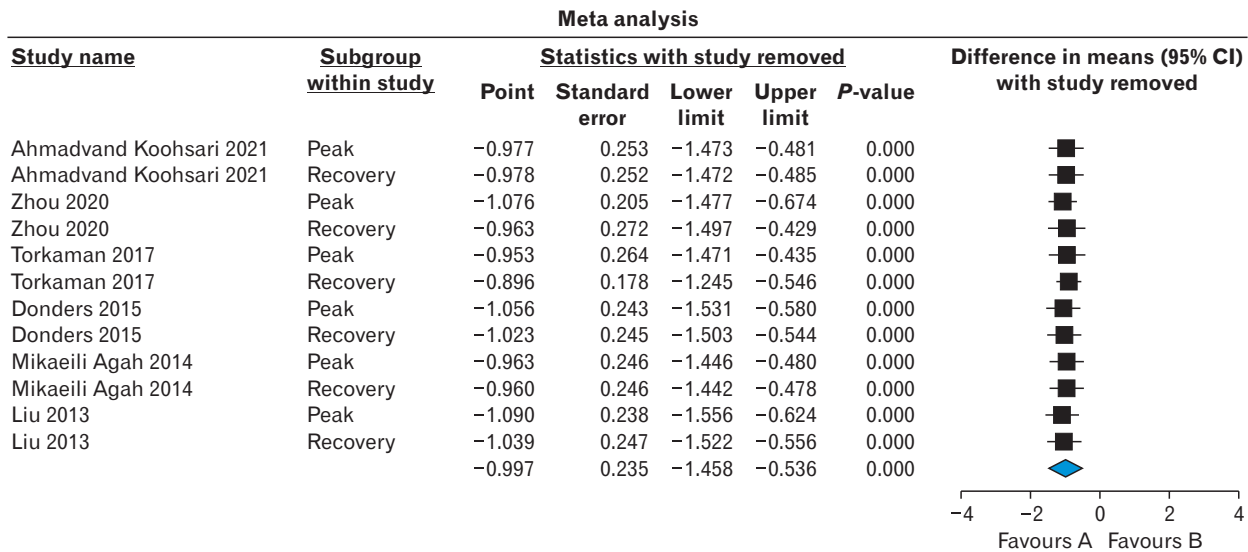 Meta analysis
Study name Subgroup within study Statistics with study removed Difference in means (95% CI) with study removed
Point Standard error Lower limit Upper limit P-value
Ahmadvand Koohsari 2021 Peak −0.977 0.253 −1.473 −0.481 0.000
Ahmadvand Koohsari 2021 Recovery −0.978 0.252 −1.472 −0.485 0.000
Zhou 2020 Peak −1.076 0.205 −1.477 −0.674 0.000
Zhou 2020 Recovery −0.963 0.272 −1.497 −0.429 0.000
Torkaman 2017 Peak −0.953 0.264 −1.471 −0.435 0.000
Torkaman 2017 Recovery −0.896 0.178 −1.245 −0.546 0.000
Donders 2015 Peak −1.056 0.243 −1.531 −0.580 0.000
Donders 2015 Recovery −1.023 0.245 −1.503 −0.544 0.000
Mikaeili Agah 2014 Peak −0.963 0.246 −1.446 −0.480 0.000
Mikaeili Agah 2014 Recovery −0.960 0.246 −1.442 −0.478 0.000
Liu 2013 Peak −1.090 0.238 −1.556 −0.624 0.000
Liu 2013 Recovery −1.039 0.247 −1.522 −0.556 0.000
−0.997 0.235 −1.458 −0.536 0.000
−4 −2 0 2 4
Favours A Favours B